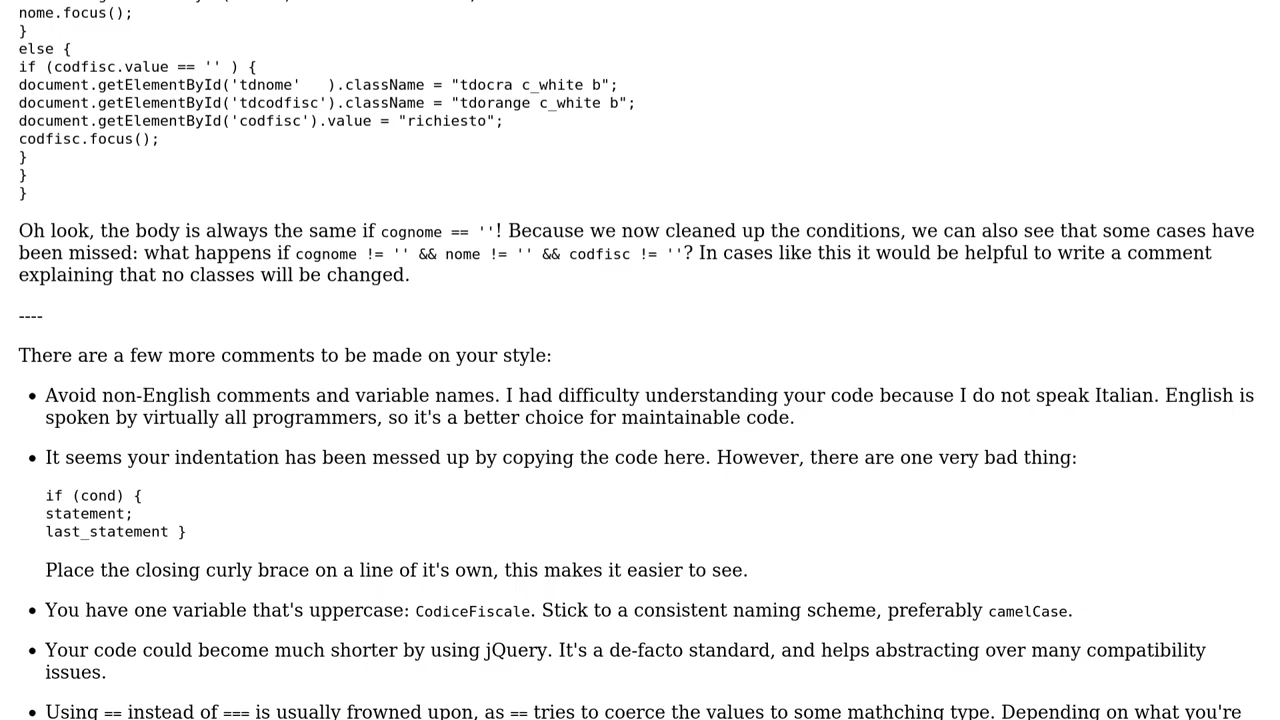 nome.focus();
}
else {
if (codfisc.value == '' ) {
document.getElementById('tdnome'   ).className = "tdocra c_white b";
document.getElementById('tdcodfisc').className = "tdorange c_white b";
document.getElementById('codfisc').value = "richiesto";
codfisc.focus();
}
}
}
Oh look, the body is always the same if cognome == ''! Because we now cleaned up the conditions, we can also see that some cases have
been missed: what happens if cognome != '' && nome != '' && codfisc != ''? In cases like this it would be helpful to write a comment
explaining that no classes will be changed.
----
There are a few more comments to be made on your style:
• Avoid non-English comments and variable names. I had difficulty understanding your code because I do not speak Italian. English is
spoken by virtually all programmers, so it's a better choice for maintainable code.
• It seems your indentation has been messed up by copying the code here. However, there are one very bad thing:
if (cond) {
statement;
last_statement }
Place the closing curly brace on a line of it's own, this makes it easier to see.
• You have one variable that's uppercase: CodiceFiscale. Stick to a consistent naming scheme, preferably camelCase.
• Your code could become much shorter by using jQuery. It's a de-facto standard, and helps abstracting over many compatibility
issues.
• Using == instead of === is usually frowned upon, as == tries to coerce the values to some mathching type. Depending on what you're